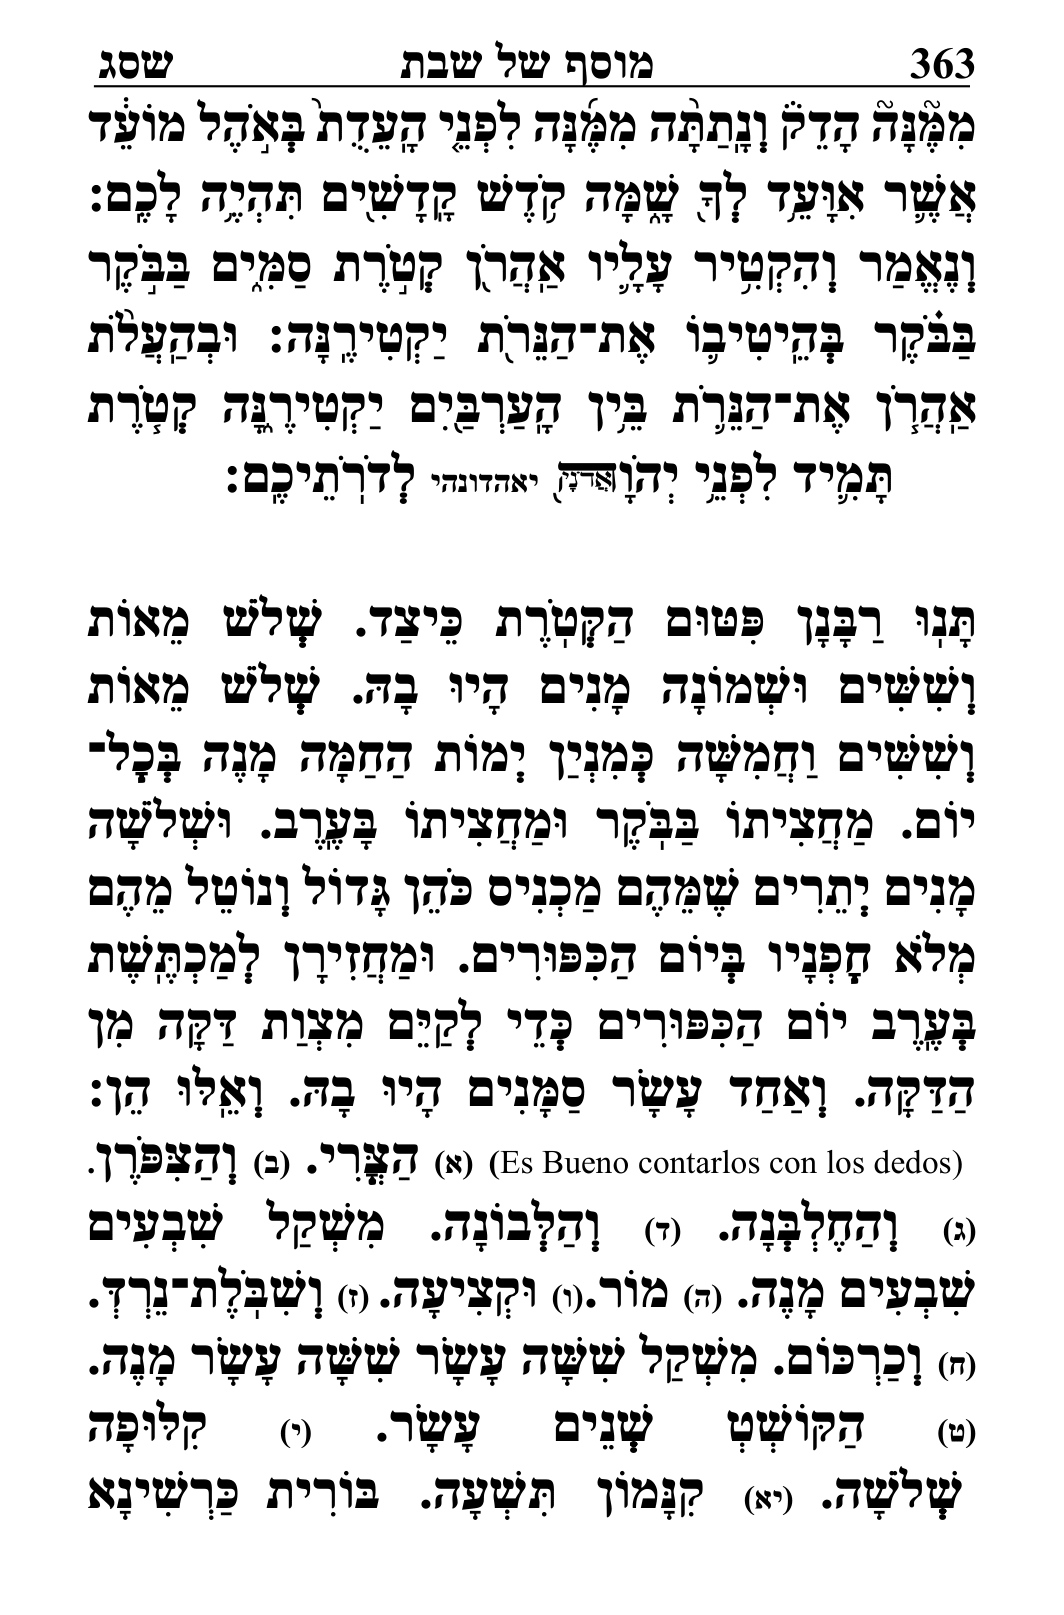 363 מוסף של שבת שסג
מִמֶּ֘נָּה֘ הָדֵק֒ וְנָֽתַתָּ֨ה מִמֶּ֜נָּה לִפְנֵ֤י הָֽעֵדֻת֙ בְּאֹ֣הֶל מוֹעֵ֔ד
אֲשֶׁ֛ר אִוָּעֵ֥ד לְךָ֖ שָׁ֑מָּה קֹ֥דֶשׁ קָֽדָשִׁ֖ים תִּהְיֶ֥ה לָכֶֽם:
וְנֶאֱמַר וְהִקְטִ֥יר עָלָ֛יו אַֽהֲרֹ֖ן קְטֹ֣רֶת סַמִּ֑ים בַּבֹּ֣קֶר
בַּבֹּ֗קֶר בְּהֵֽיטִיב֛וֹ אֶת־הַנֵּרֹ֖ת יַקְטִירֶֽנָּה: וּבְהַֽעֲלֹ֨ת
אַֽהֲרֹ֧ן אֶת־הַנֵּרֹ֛ת בֵּ֥ין הָֽעַרְבַּ֖יִם יַקְטִירֶ֑נָּה קְטֹ֧רֶת
תָּמִ֛יד לִפְנֵ֥י יְהֹוָ֖ה אֲדֹנָי יאהדונהי לְדֹרֹֽתֵיכֶֽם:
תָּנֽוּ רַבָּנָן פִּטּוּם הַקְּטֹֽרֶת כֵּיצַד. שְׁלֹשׁ מֵאוֹת
וְשִׁשִּׁים וּשְׁמוֹנָה מָנִים הָיוּ בָהּ. שְׁלֹשׁ מֵאוֹת
וְשִׁשִּׁים וַחֲמִשָּׁה כְּמִנְיַן יְמוֹת הַחַמָּה מָנֶה בְּכָל־
יוֹם. מַחֲצִיתוֹ בַּבֹּֽקֶר וּמַחֲצִיתוֹ בָּעֶֽרֶב. וּשְׁלֹשָׁה
מָנִים יְתֵרִים שֶׁמֵּהֶם מַכְנִיס כֹּהֵן גָּדוֹל וְנוֹטֵל מֵהֶם
מְלֹא חָפְנָיו בְּיוֹם הַכִּפּוּרִים. וּמַחֲזִירָן לְמַכְתֶּֽשֶׁת
בְּעֶֽרֶב יוֹם הַכִּפּוּרִים כְּדֵי לְקַיֵּם מִצְוַת דַּקָּה מִן
הַדַּקָּה. וְאַחַד עָשָׂר סַמָּנִים הָיוּ בָהּ. וְאֵֽלּוּ הֵן:
(Es Bueno contarlos con los dedos) (א) הַצֳּרִי. (ב) וְהַצִּפֹּרֶן.
(ג) וְהַחֶלְבְּנָה. (ד) וְהַלְּבוֹנָה. מִשְׁקַל שִׁבְעִים
שִׁבְעִים מָנֶה. (ה) מוֹר.(ו) וּקְצִיעָה. (ז) וְשִׁבֹּֽלֶת־נֵרְדְּ.
(ח) וְכַרְכּוֹם. מִשְׁקַל שִׁשָּׁה עָשָׂר שִׁשָּׁה עָשָׂר מָנֶה.
(ט) הַקּוֹשְׁטְ שְׁנֵים עָשָׂר. (י) קִלּוּפָה
שְׁלֹשָׁה. (יא) קִנָּמוֹן תִּשְׁעָה. בּוֹרִית כַּרְשִׁינָא